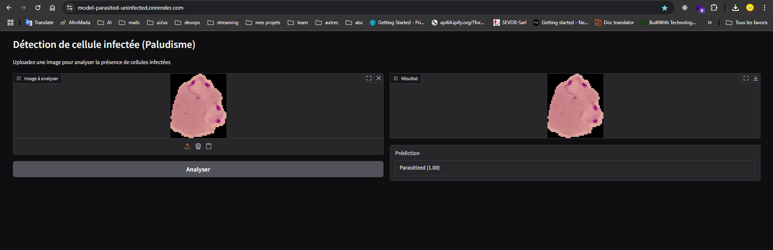 model-parasited-uninfected.onrender.com
Translate
AfroMada
AI
mails
ui/ux
devops
streaming
mes projets
learn
autres
abc
Getting Started - Pri...
api64.ipify.org/?for...
SEVOB-Sarl
Getting started - Ne...
Doc translator
BuiltWith Technolog...
Tous les favoris
Détection de cellule infectée (Paludisme)
Uploadez une image pour analyser la présence de cellules infectées
Image à analyser
Résultat
Analyser
Prédiction
Parasitized (1.00)